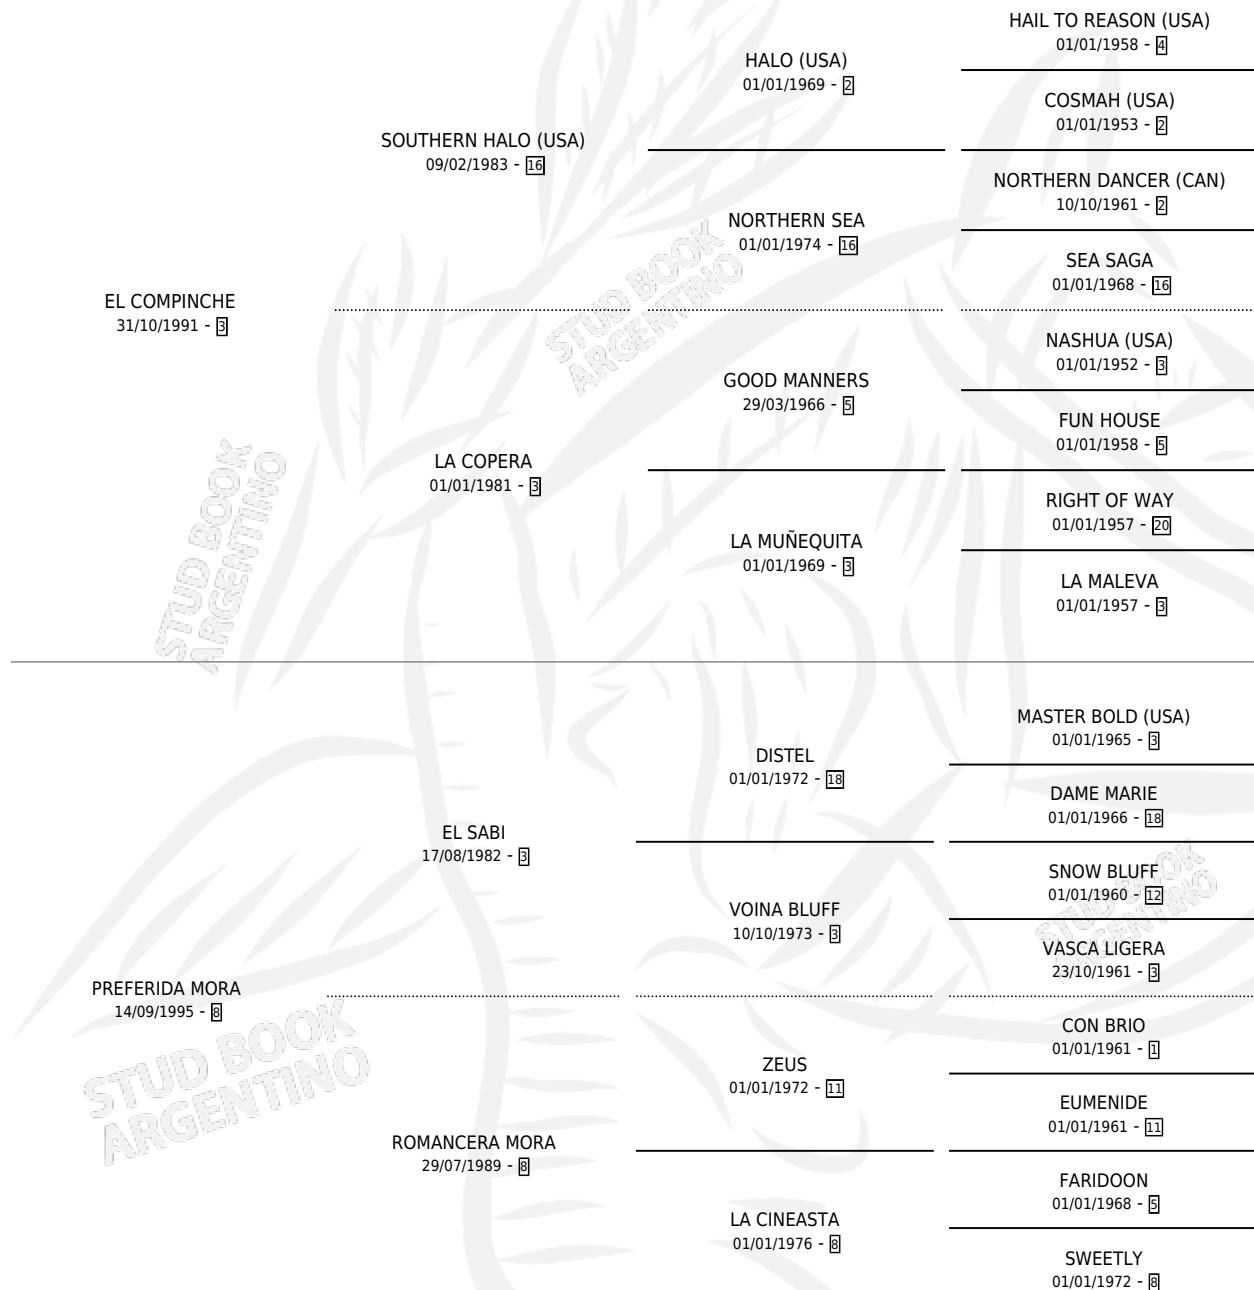 HAIL TO REASON (USA)
01/01/1958 - 4
HALO (USA)
01/01/1969 - 2
COSMAH (USA)
01/01/1953 - 2
SOUTHERN HALO (USA)
09/02/1983 - 16
NORTHERN DANCER (CAN)
10/10/1961 - 2
NORTHERN SEA
01/01/1974 - 16
SEA SAGA
01/01/1968 - 16
EL COMPINCHE
31/10/1991 - 3
NASHUA (USA)
01/01/1952 - 3
GOOD MANNERS
29/03/1966 - 5
FUN HOUSE
01/01/1958 - 5
LA COPERA
01/01/1981 - 3
RIGHT OF WAY
01/01/1957 - 20
LA MUÑEQUITA
01/01/1969 - 3
LA MALEVA
01/01/1957 - 3
MASTER BOLD (USA)
01/01/1965 - 3
DISTEL
01/01/1972 - 18
DAME MARIE
01/01/1966 - 18
EL SABI
17/08/1982 - 3
SNOW BLUFF
01/01/1960 - 12
VOINA BLUFF
10/10/1973 - 3
VASCA LIGERA
23/10/1961 - 3
PREFERIDA MORA
14/09/1995 - 8
CON BRIO
01/01/1961 - 1
ZEUS
01/01/1972 - 11
EUMENIDE
01/01/1961 - 11
ROMANCERA MORA
29/07/1989 - 8
FARIDOON
01/01/1968 - 5
LA CINEASTA
01/01/1976 - 8
SWEETLY
01/01/1972 - 8
STUD BOOK
ARGENTINO
STUD BOOK
ARGENTINO
STUD BOOK
ARGENTINO
STUD BOOK
ARGENTINO